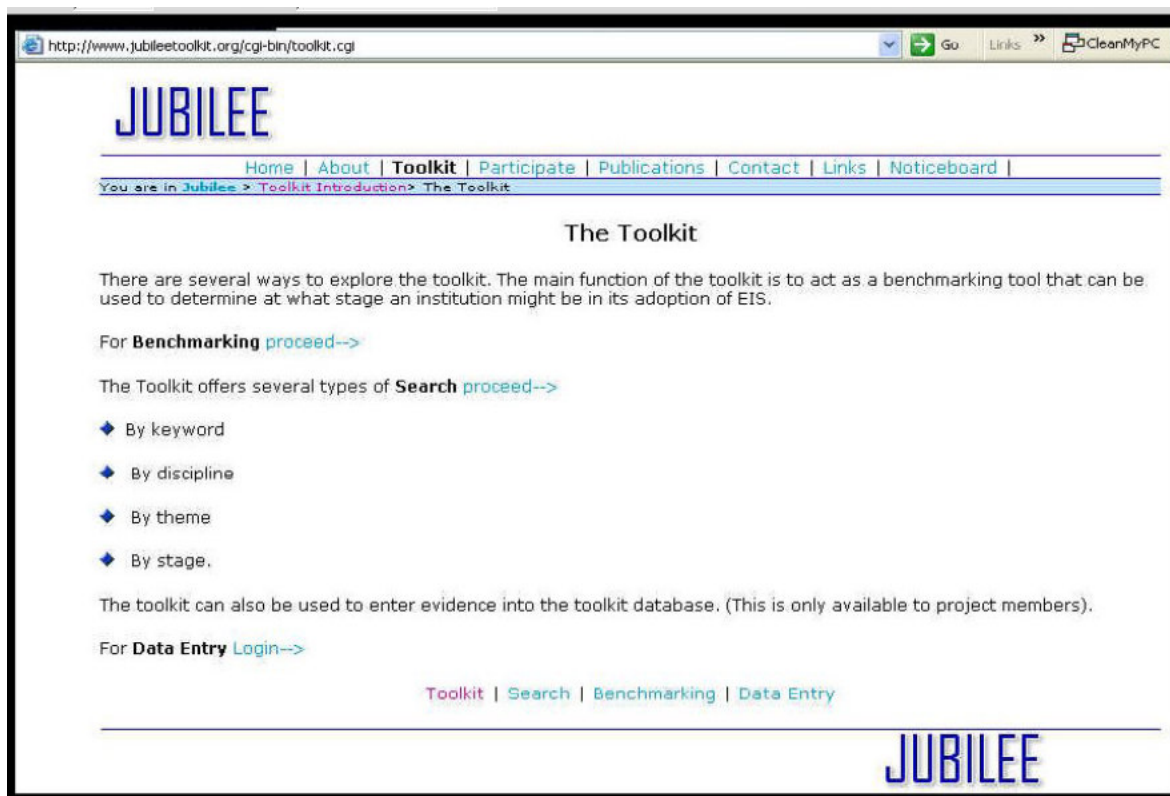 http://www.jubileetoolkit.org/cgi-bin/toolkit.cgi Go Links » CleanMyPC
JUBILEE
Home | About | Toolkit | Participate | Publications | Contact | Links | Noticeboard |
You are in Jubilee > Toolkit Introduction> The Toolkit
The Toolkit
There are several ways to explore the toolkit. The main function of the toolkit is to act as a benchmarking tool that can be
used to determine at what stage an institution might be in its adoption of EIS.
For Benchmarking proceed-->
The Toolkit offers several types of Search proceed-->
By keyword
By discipline
By theme
By stage.
The toolkit can also be used to enter evidence into the toolkit database. (This is only available to project members).
For Data Entry Login-->
Toolkit | Search | Benchmarking | Data Entry
JUBILEE